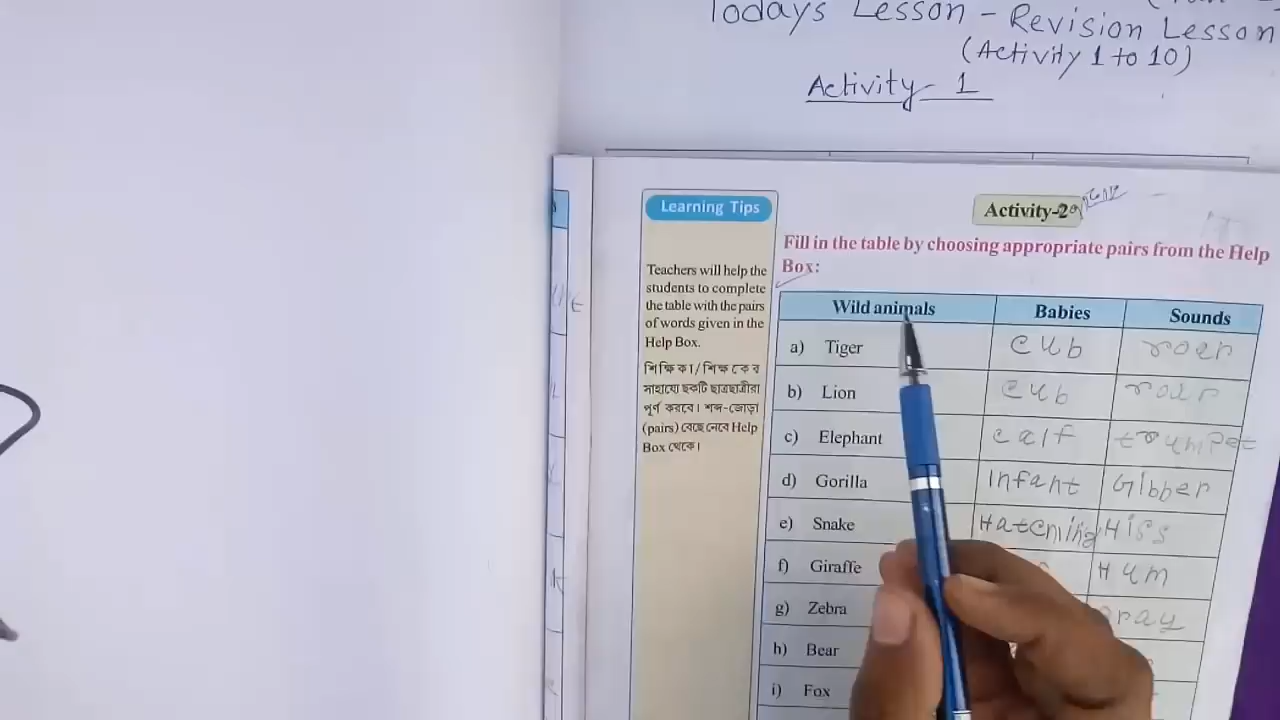 Todays Lesson - Revision Lesson
(Activity 1 to 10)
Activity - 1
Learning Tips
Teachers will help the
students to complete
the table with the pairs
of words given in the
Help Box.
শিক্ষিকা/শিক্ষকের
সাহায্যে ছকটি ছাত্রছাত্রীরা
পূর্ণ করবে। শব্দ-জোড়া
(pairs) বেছে নেবে Help
Box থেকে।
Activity-2
Fill in the table by choosing appropriate pairs from the Help
Box:
Wild animals Babies Sounds
a) Tiger cub roer
b) Lion cub roar
c) Elephant calf trumpet
d) Gorilla Infant Gibber
e) Snake Hiss
f) Giraffe Hum
g) Zebra
h) Bear
i) Fox